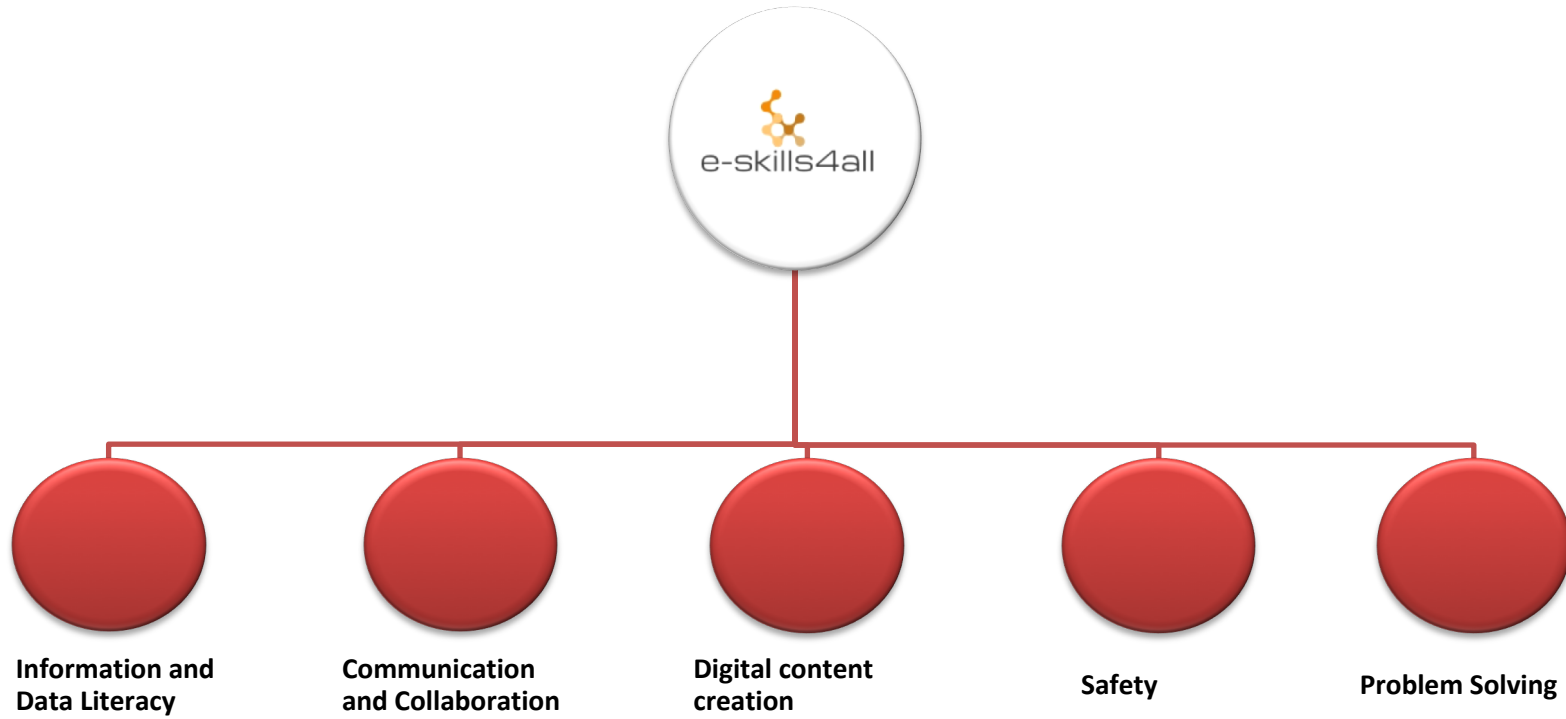 e-skills4all
Information and
Data Literacy
Communication
and Collaboration
Digital content
creation
Safety
Problem Solving